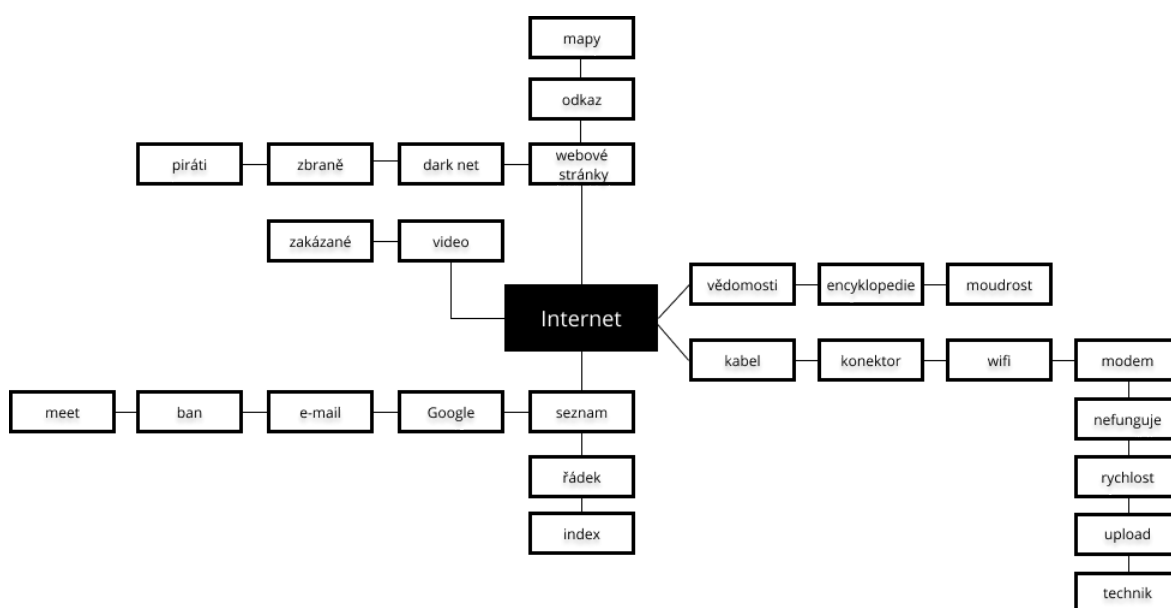 mapy
odkaz
piráti
zbraně
dark net
webové
stránky
zakázané
video
vědomosti
encyklopedie
moudrost
Internet
kabel
konektor
wifi
modem
meet
ban
e-mail
Google
seznam
nefunguje
řádek
rychlost
index
upload
technik